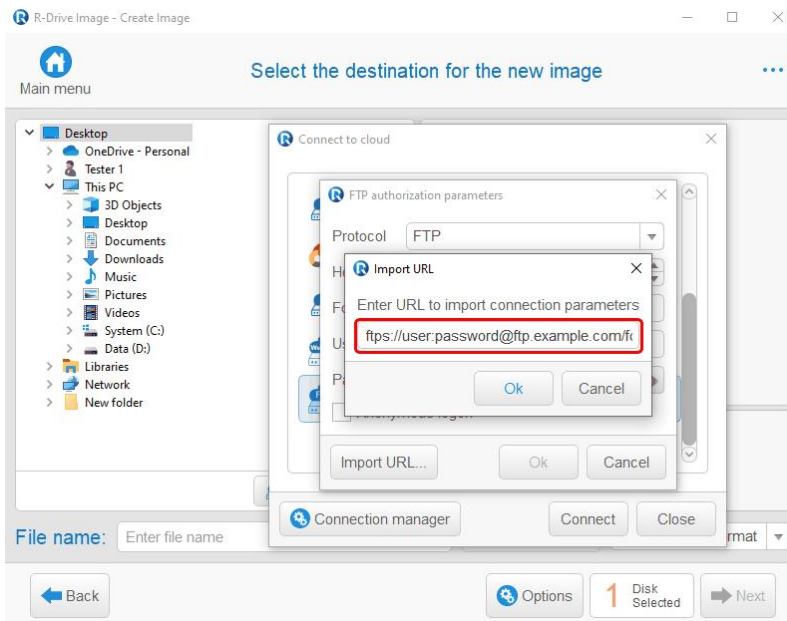 R-Drive Image - Create Image
Main menu
Select the destination for the new image
Desktop
OneDrive - Personal
Tester 1
This PC
3D Objects
Desktop
Documents
Downloads
Music
Pictures
Videos
System (C:)
Data (D:)
Libraries
Network
New folder
Connect to cloud
FTP authorization parameters
Protocol FTP
Import URL
Enter URL to import connection parameters
ftps://user:password@ftp.example.com/fo
Ok Cancel
Import URL... Ok Cancel
Connection manager Connect Close
File name: Enter file name
Back Options 1 Disk Selected Next